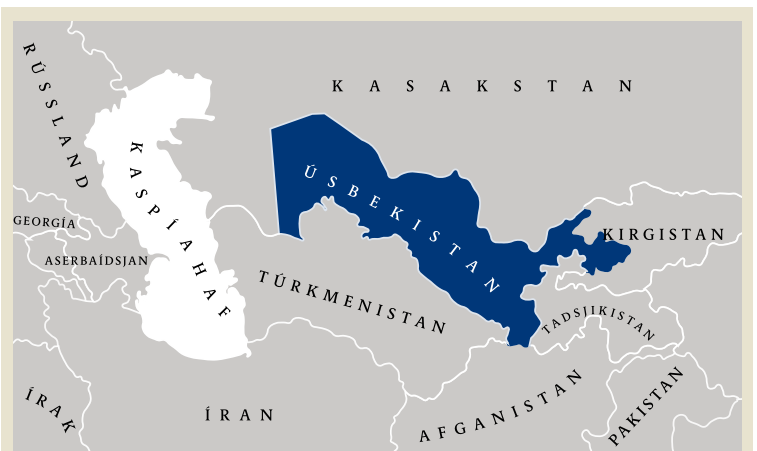 RÚSSLAND
KASAKSTAN
KASPÍAHAF
ÚSBEKISTAN
GEORGÍA
KIRGISTAN
ASERBAÍDSJAN
TÚRKMENISTAN
TADSJIKISTAN
ÍRAK
ÍRAN
AFGANISTAN
PAKISTAN